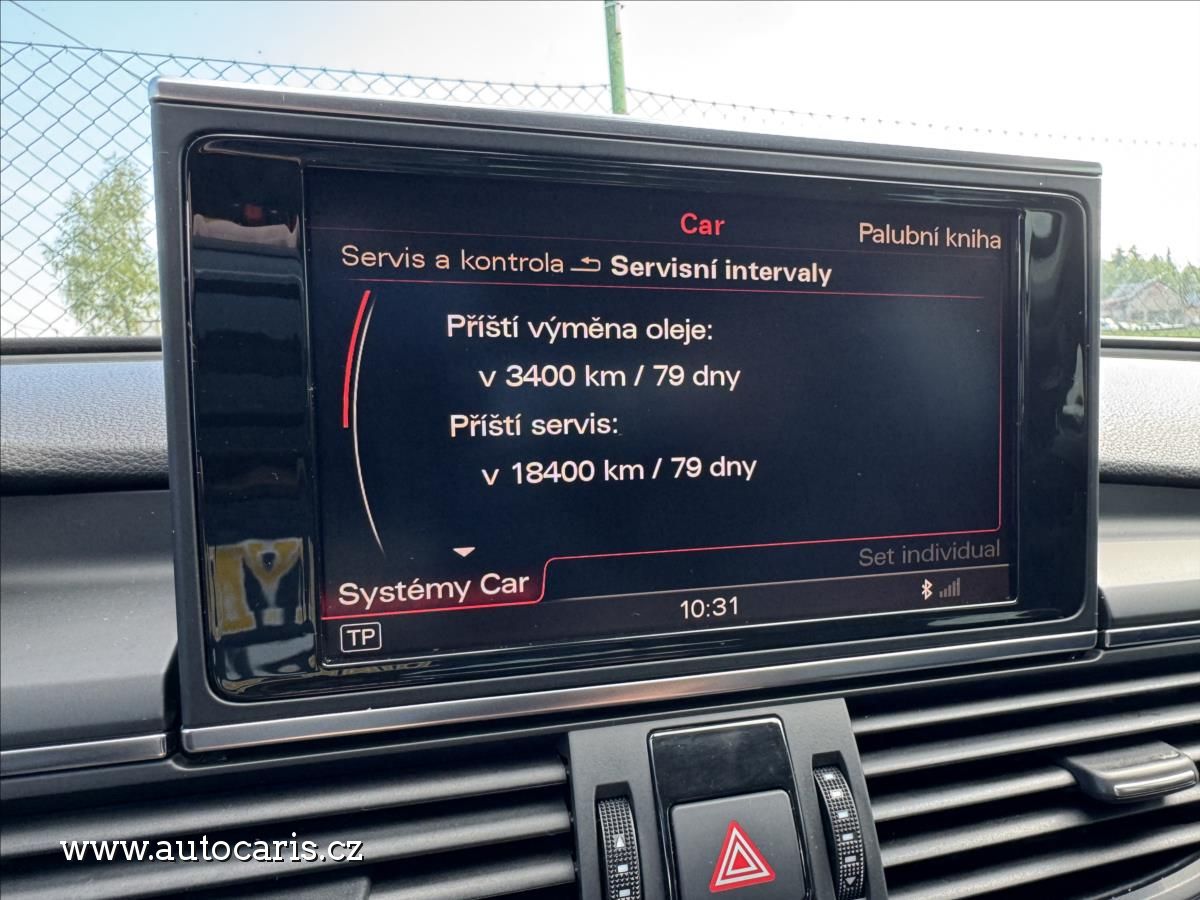 Car
Palubní kniha
Servis a kontrola Servisní intervaly
Příští výměna oleje:
v 3400 km / 79 dny
Příští servis:
v 18400 km / 79 dny
Set individual
Systémy Car
10:31
TP
www.autocaris.cz